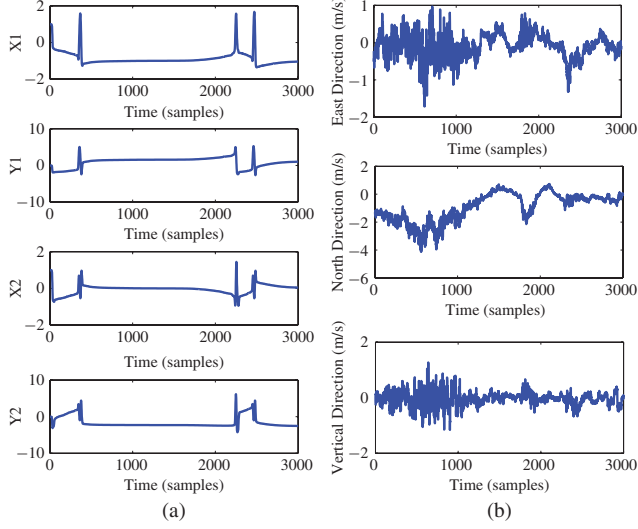 2
0
−2
0 1000 2000 3000
X1
Time (samples)
10
0
−10
0 1000 2000 3000
Y1
Time (samples)
2
0
−2
0 1000 2000 3000
X2
Time (samples)
10
0
−10
0 1000 2000 3000
Y2
Time (samples)
(a)
1
0
−1
−2
0 1000 2000 3000
East Direction (m/s)
Time (samples)
2
0
−2
−4
−6
0 1000 2000 3000
North Direction (m/s)
Time (samples)
2
0
−2
0 1000 2000 3000
Vertical Direction (m/s)
Time (samples)
(b)